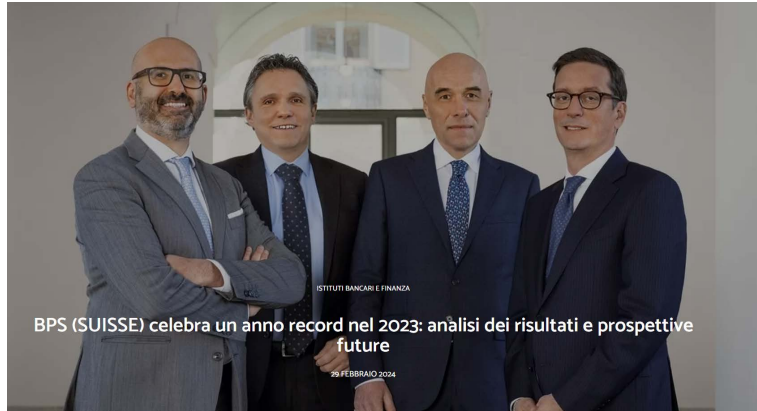 ISTITUTI BANCARI E FINANZA
BPS (SUISSE) celebra un anno record nel 2023: analisi dei risultati e prospettive
future
29 FEBBRAIO 2024